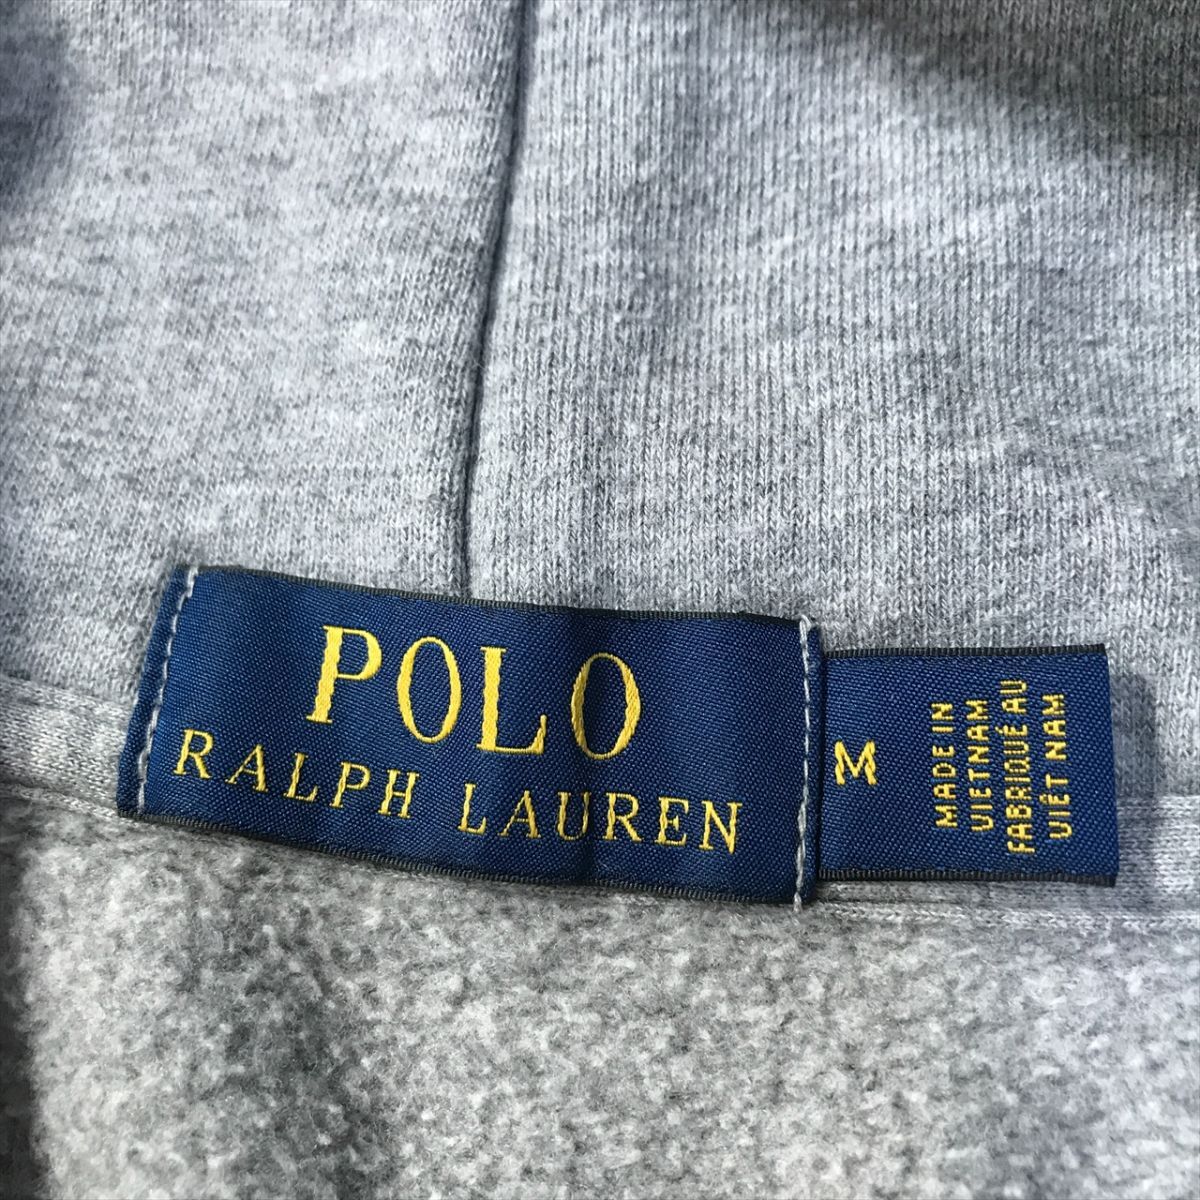 POLO
RALPH LAUREN
M
MADE IN
VIETNAM
FABRIQUÉ AU
VIÊT NAM